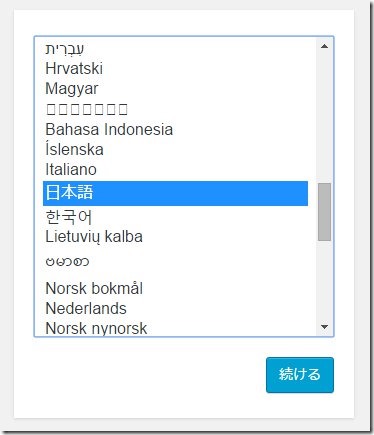 עִבְרִית
Hrvatski
Magyar
Bahasa Indonesia
Íslenska
Italiano
日本語
한국어
Lietuvių kalba
ဗမာစာ
Norsk bokmål
Nederlands
Norsk nynorsk
続ける